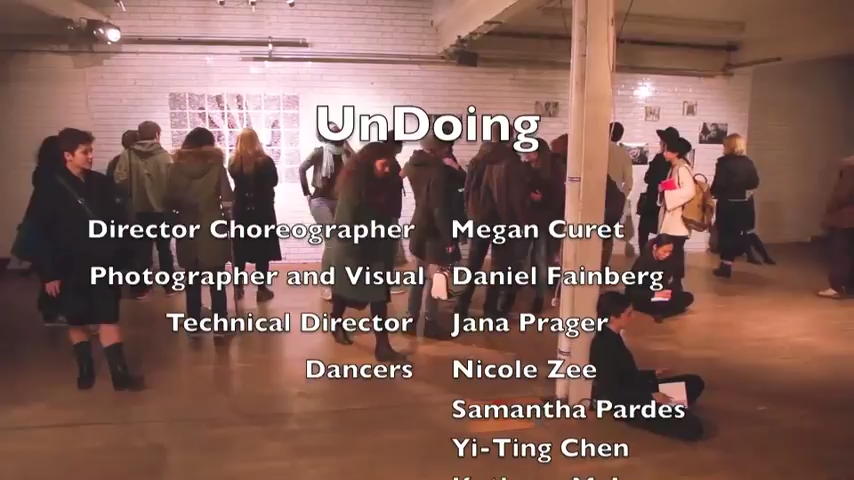 UnDoing
Director Choreographer Megan Curet
Photographer and Visual Daniel Fainberg
Technical Director Jana Prager
Dancers Nicole Zee
Samantha Pardes
Yi-Ting Chen